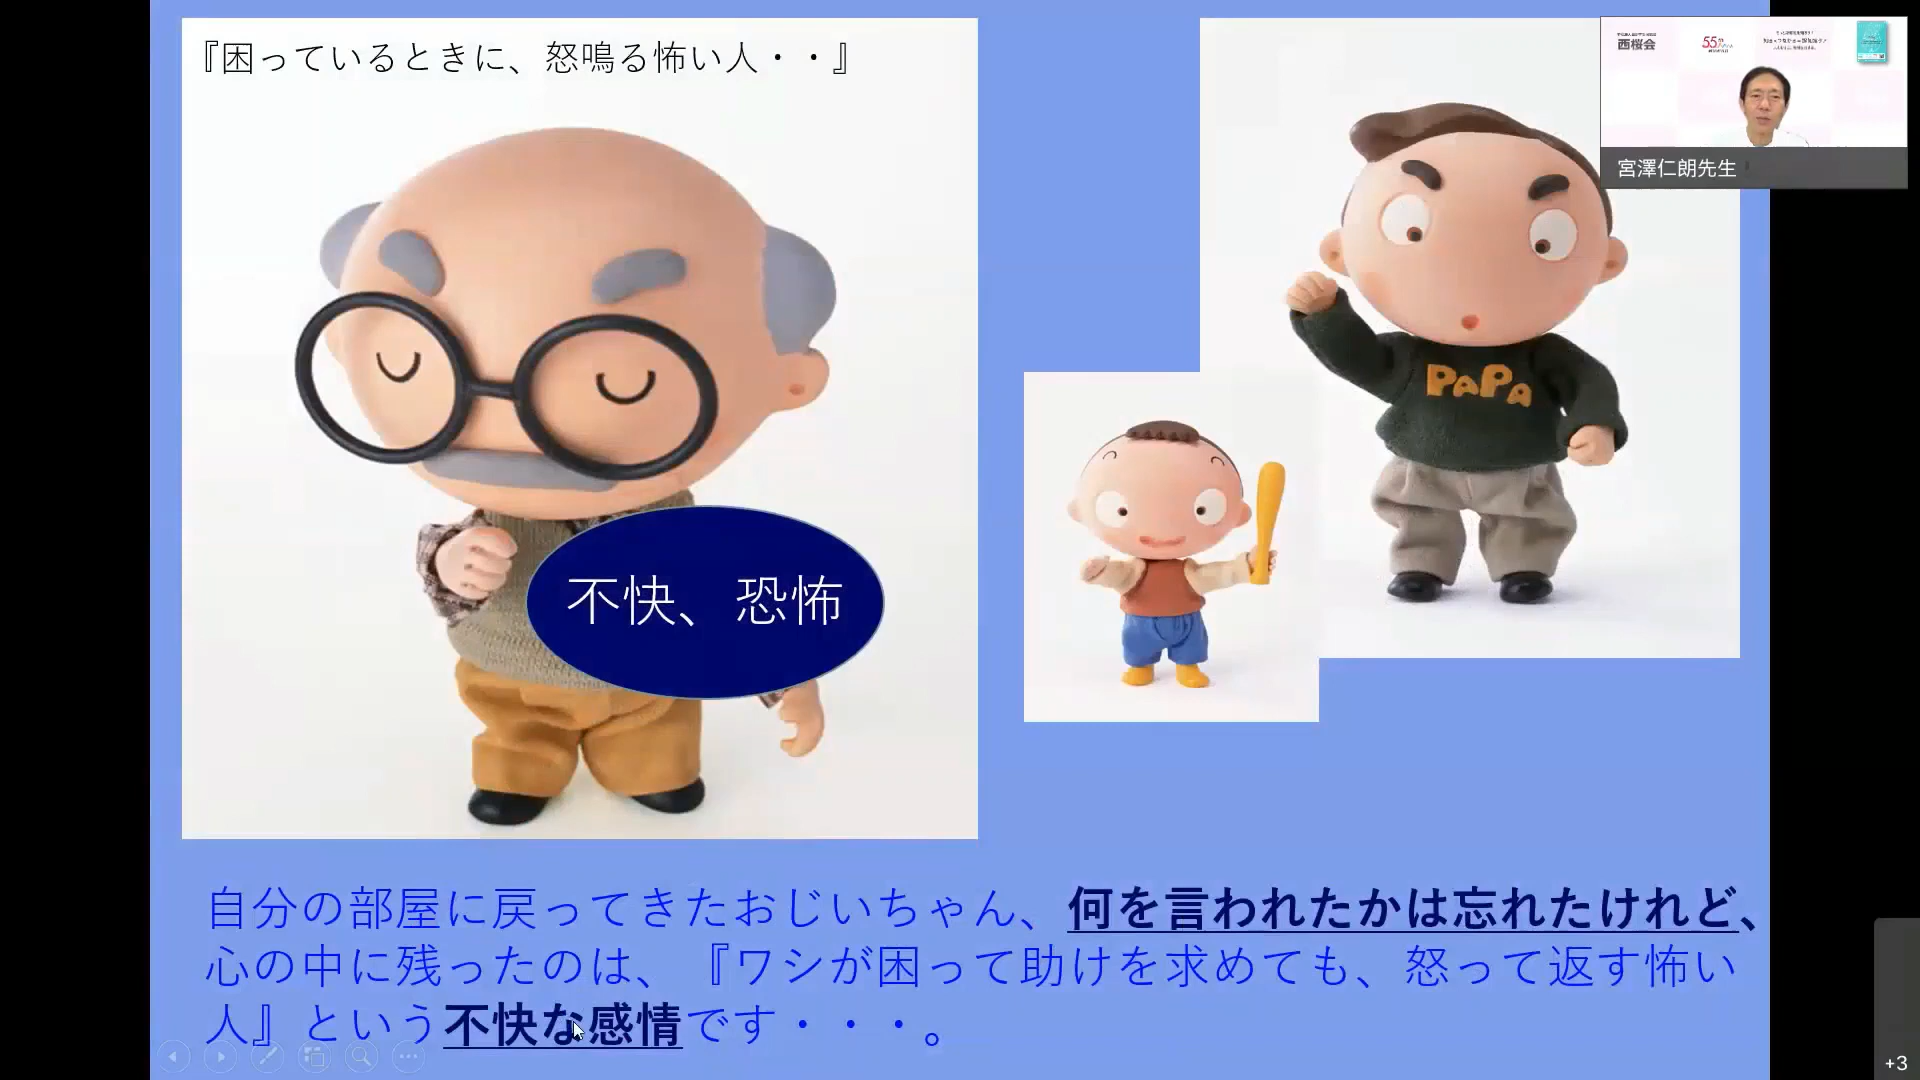 『困っているときに、怒鳴る怖い人・・』
西桜会
55th
PAPA
宮澤仁朗先生
不快、恐怖
自分の部屋に戻ってきたおじいちゃん、何を言われたかは忘れたけれど、
心の中に残ったのは、『ワシが困って助けを求めても、怒って返す怖い
人』という不快な感情です・・・。
+3